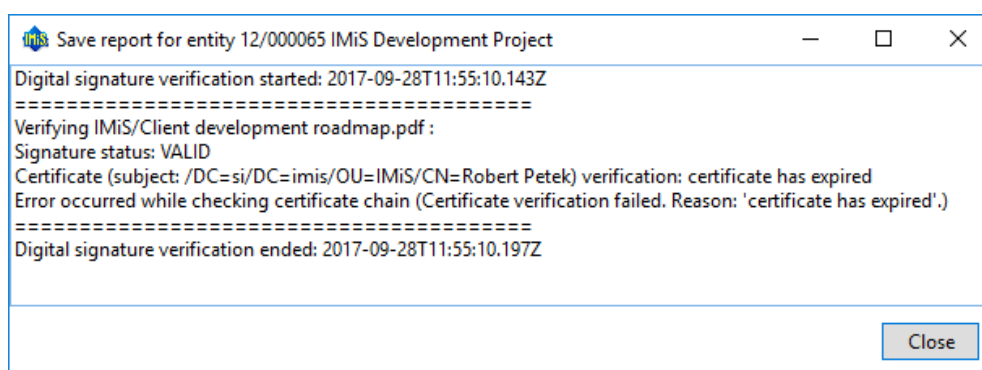 IMiS Save report for entity 12/000065 IMiS Development Project
Digital signature verification started: 2017-09-28T11:55:10.143Z
========================================
Verifying IMiS/Client development roadmap.pdf :
Signature status: VALID
Certificate (subject: /DC=si/DC=imis/OU=IMiS/CN=Robert Petek) verification: certificate has expired
Error occurred while checking certificate chain (Certificate verification failed. Reason: 'certificate has expired'.)
========================================
Digital signature verification ended: 2017-09-28T11:55:10.197Z
Close